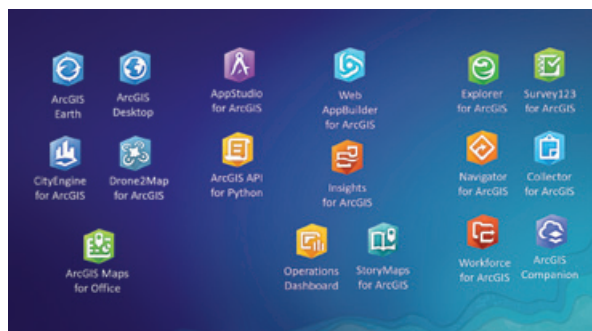 ArcGIS
Earth
ArcGIS
Desktop
AppStudio
for ArcGIS
Web
AppBuilder
for ArcGIS
Explorer
for ArcGIS
Survey123
for ArcGIS
CityEngine
for ArcGIS
Drone2Map
for ArcGIS
ArcGIS API
for Python
Insights
for ArcGIS
Navigator
for ArcGIS
Collector
for ArcGIS
ArcGIS Maps
for Office
Operations
Dashboard
StoryMaps
for ArcGIS
Workforce
for ArcGIS
ArcGIS
Companion